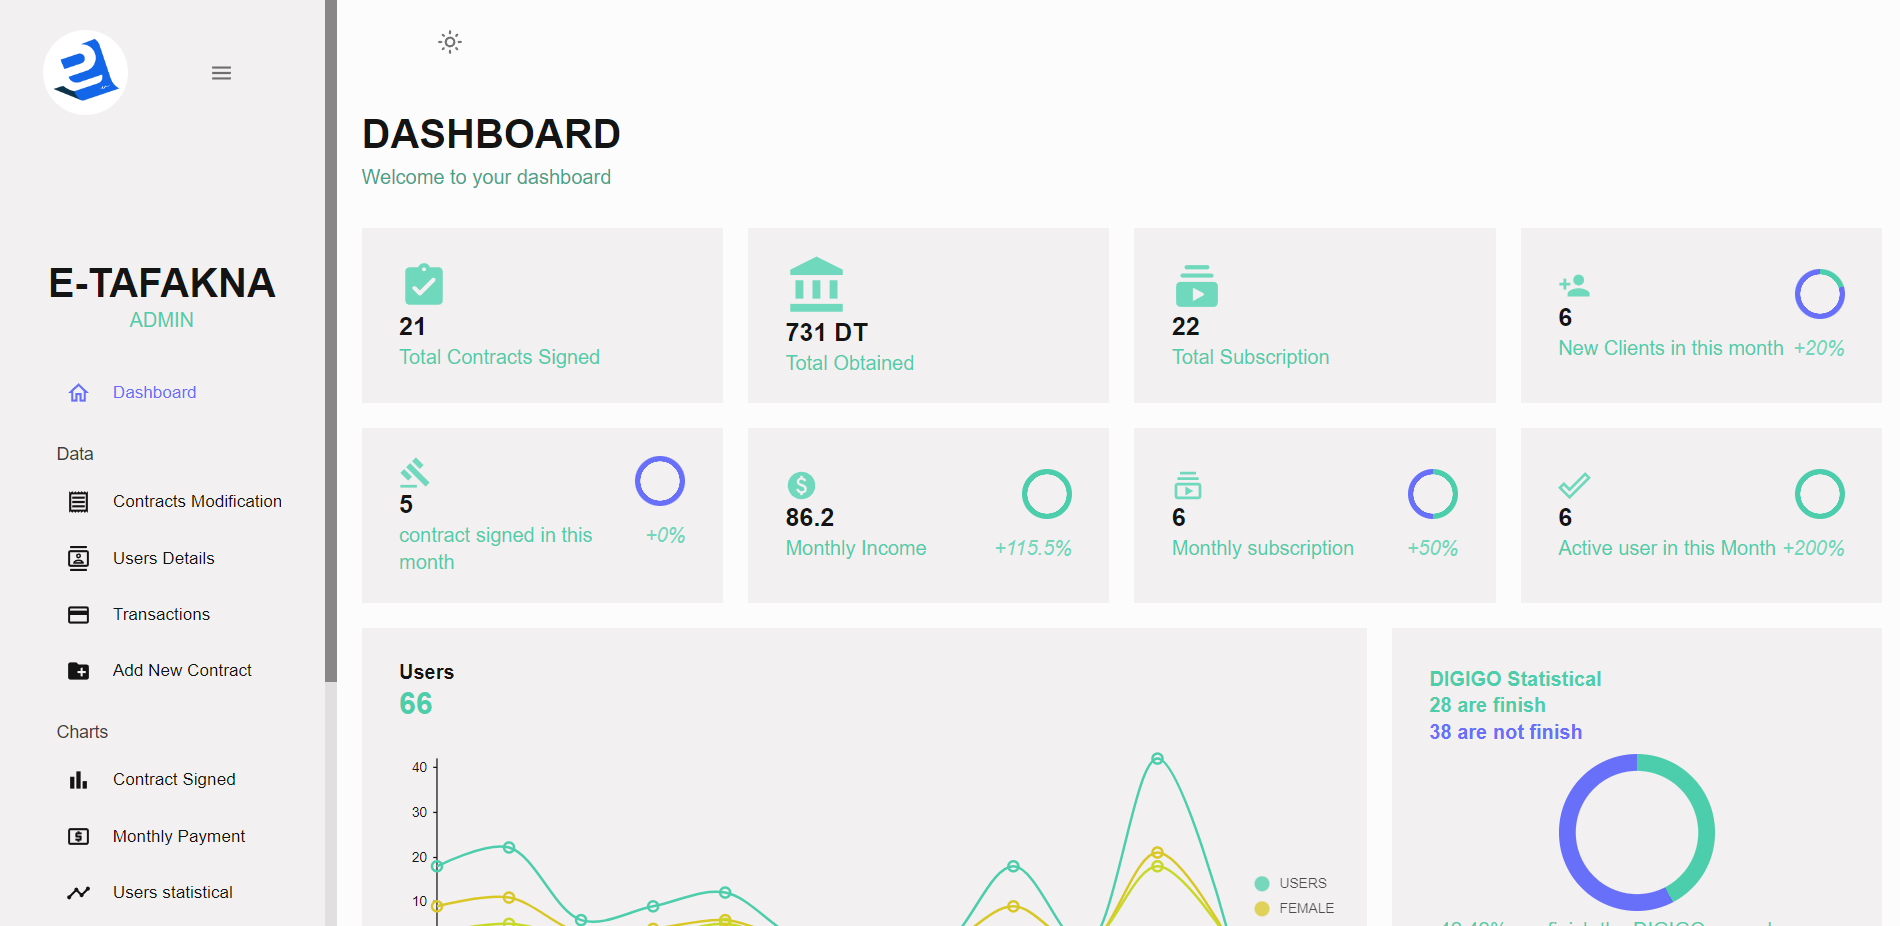 E-TAFAKNA
ADMIN
Dashboard
Data
Contracts Modification
Users Details
Transactions
Add New Contract
Charts
Contract Signed
Monthly Payment
Users statistical
DASHBOARD
Welcome to your dashboard
21
Total Contracts Signed
731 DT
Total Obtained
22
Total Subscription
6
New Clients in this month +20%
5
contract signed in this
month
+0%
86.2
Monthly Income +115.5%
6
Monthly subscription +50%
6
Active user in this Month +200%
Users
66
40
30
20
10
USERS
FEMALE
DIGIGO Statistical
28 are finish
38 are not finish